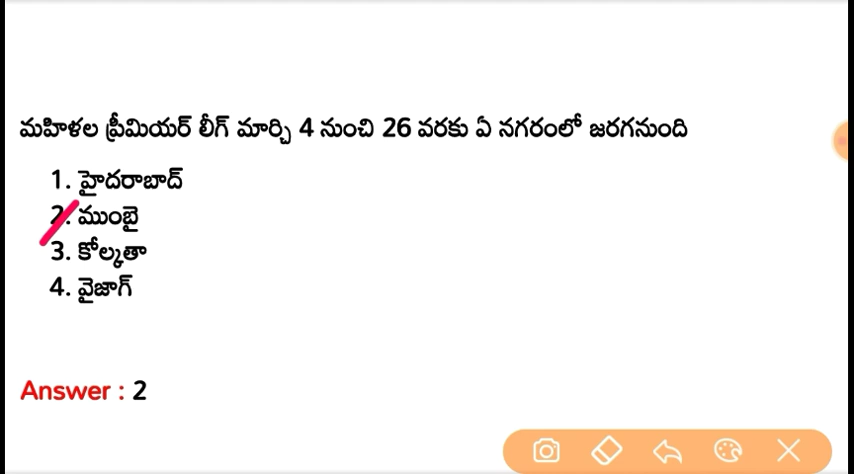 మహిళల ప్రీమియర్ లీగ్ మార్చి 4 నుంచి 26 వరకు ఏ నగరంలో జరగనుంది
1. హైదరాబాద్
2. ముంబై
3. కోల్కతా
4. వైజాగ్
Answer : 2